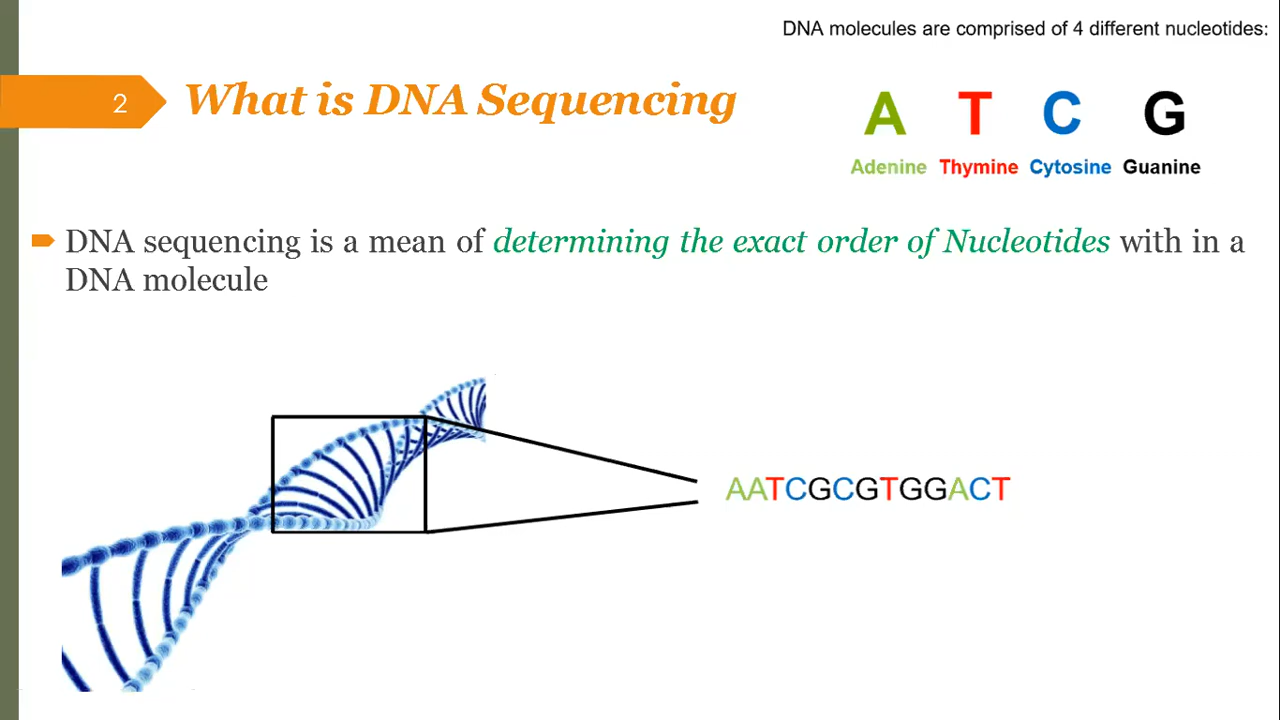 DNA molecules are comprised of 4 different nucleotides:
2
What is DNA Sequencing
A T C G
Adenine Thymine Cytosine Guanine
DNA sequencing is a mean of determining the exact order of Nucleotides with in a
DNA molecule
AATCGCGTGGACT